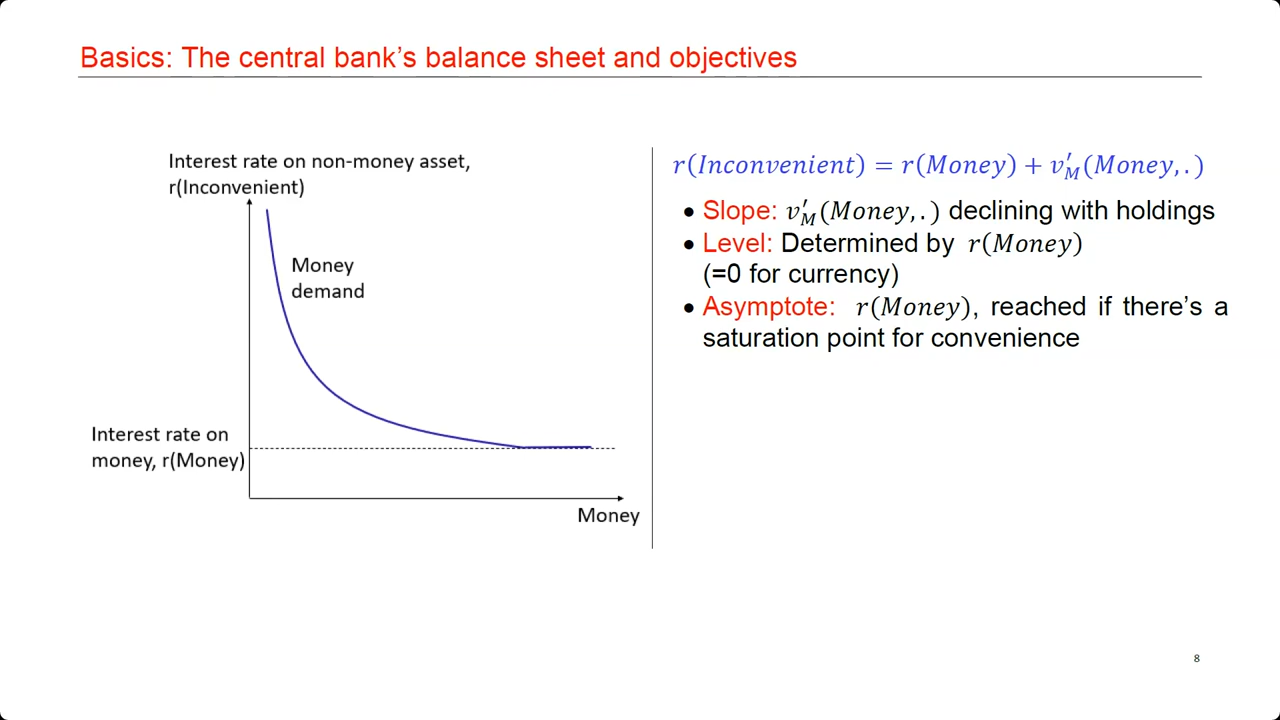 Basics: The central bank’s balance sheet and objectives
Interest rate on non-money asset,
r(Inconvenient)
Money
demand
Interest rate on
money, r(Money)
Money
r(Inconvenient) = r(Money) + v′_M(Money, .)
• Slope: v′_M(Money, .) declining with holdings
• Level: Determined by r(Money)
(=0 for currency)
• Asymptote: r(Money), reached if there’s a
saturation point for convenience
8